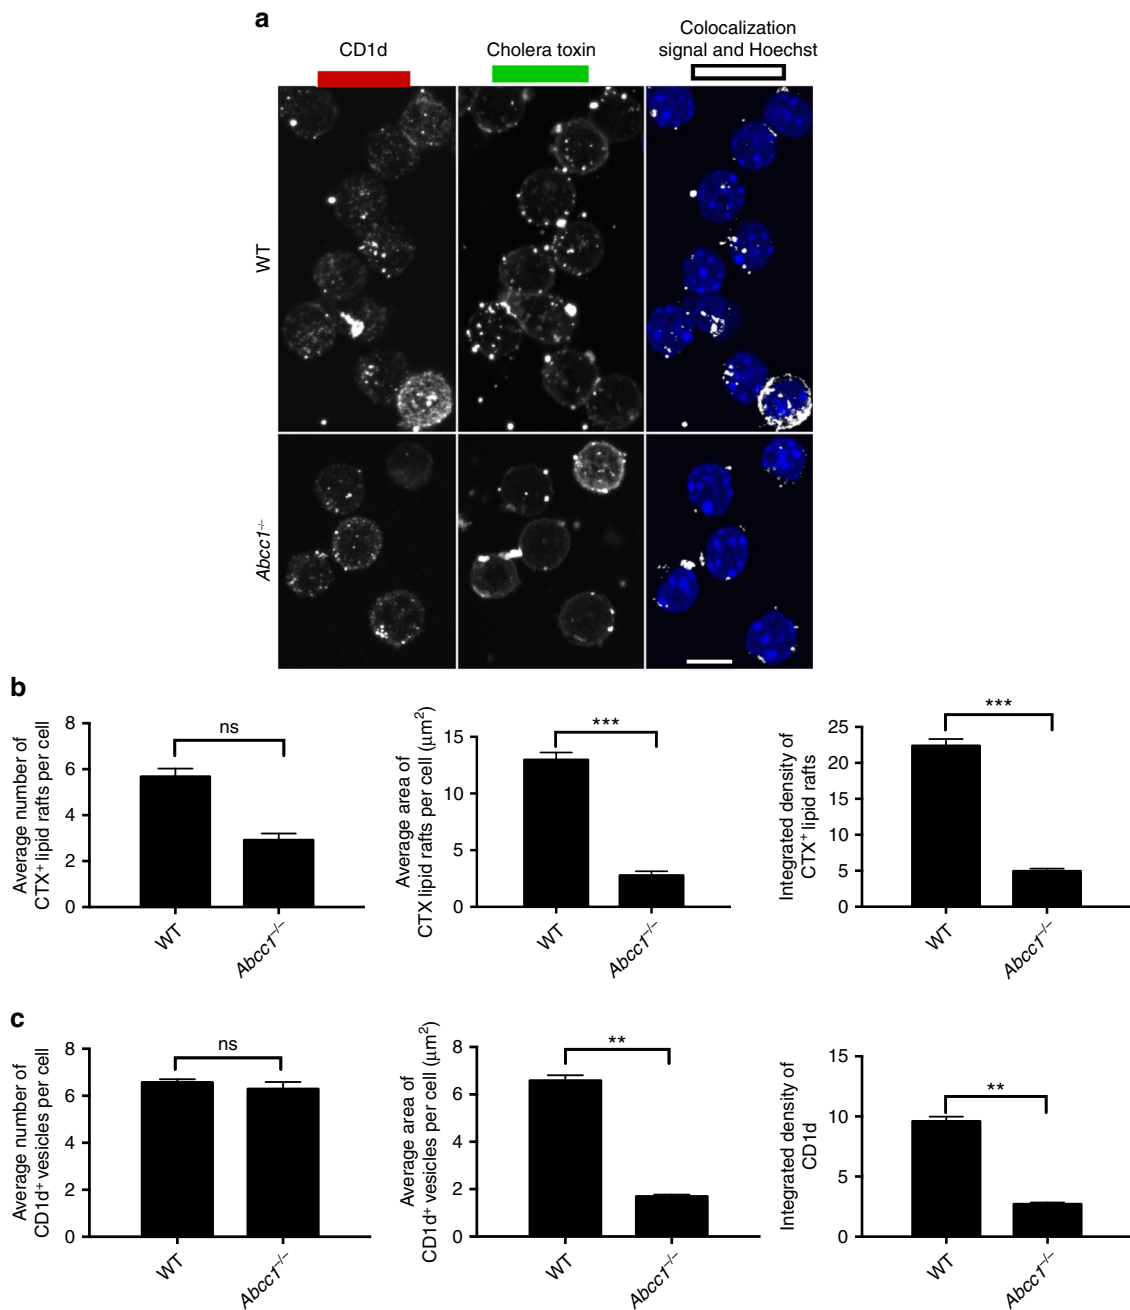 a
CD1d
Cholera toxin
Colocalization
signal and Hoechst
WT
Abcc1⁻/⁻
b
Average number of
CTX⁺ lipid rafts per cell
8
6
4
2
0
ns
WT
Abcc1⁻/⁻
Average area of
CTX lipid rafts per cell (μm²)
15
10
5
0
***
WT
Abcc1⁻/⁻
Integrated density of
CTX⁺ lipid rafts
25
20
15
10
5
0
***
WT
Abcc1⁻/⁻
c
Average number of
CD1d⁺ vesicles per cell
8
6
4
2
0
ns
WT
Abcc1⁻/⁻
Average area of
CD1d⁺ vesicles per cell (μm²)
8
6
4
2
0
**
WT
Abcc1⁻/⁻
Integrated density of
CD1d
15
10
5
0
**
WT
Abcc1⁻/⁻